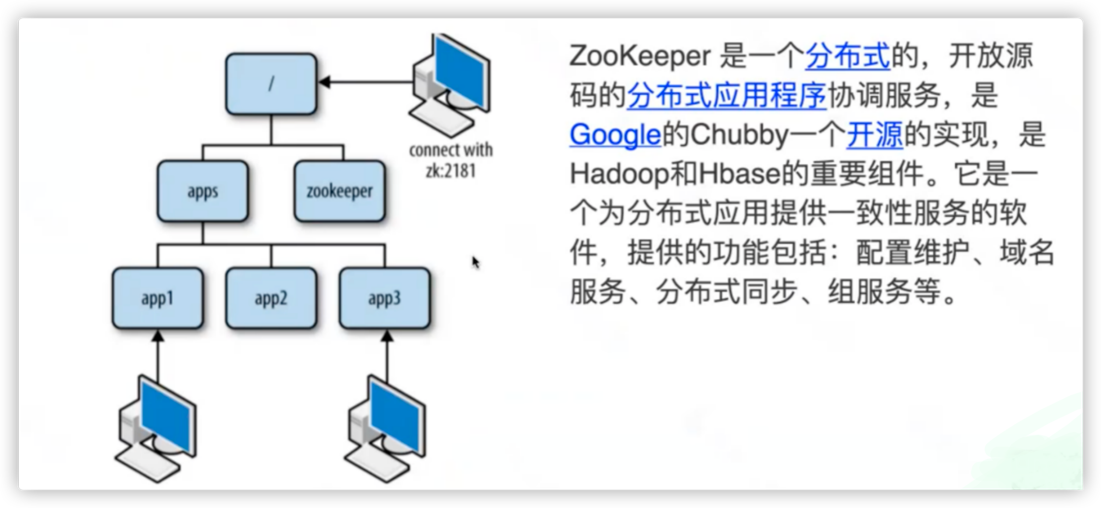 /
connect with
zk:2181
apps
zookeeper
app1
app2
app3
ZooKeeper 是一个分布式的，开放源
码的分布式应用程序协调服务，是
Google的Chubby一个开源的实现，是
Hadoop和Hbase的重要组件。它是一
个为分布式应用提供一致性服务的软
件，提供的功能包括：配置维护、域名
服务、分布式同步、组服务等。